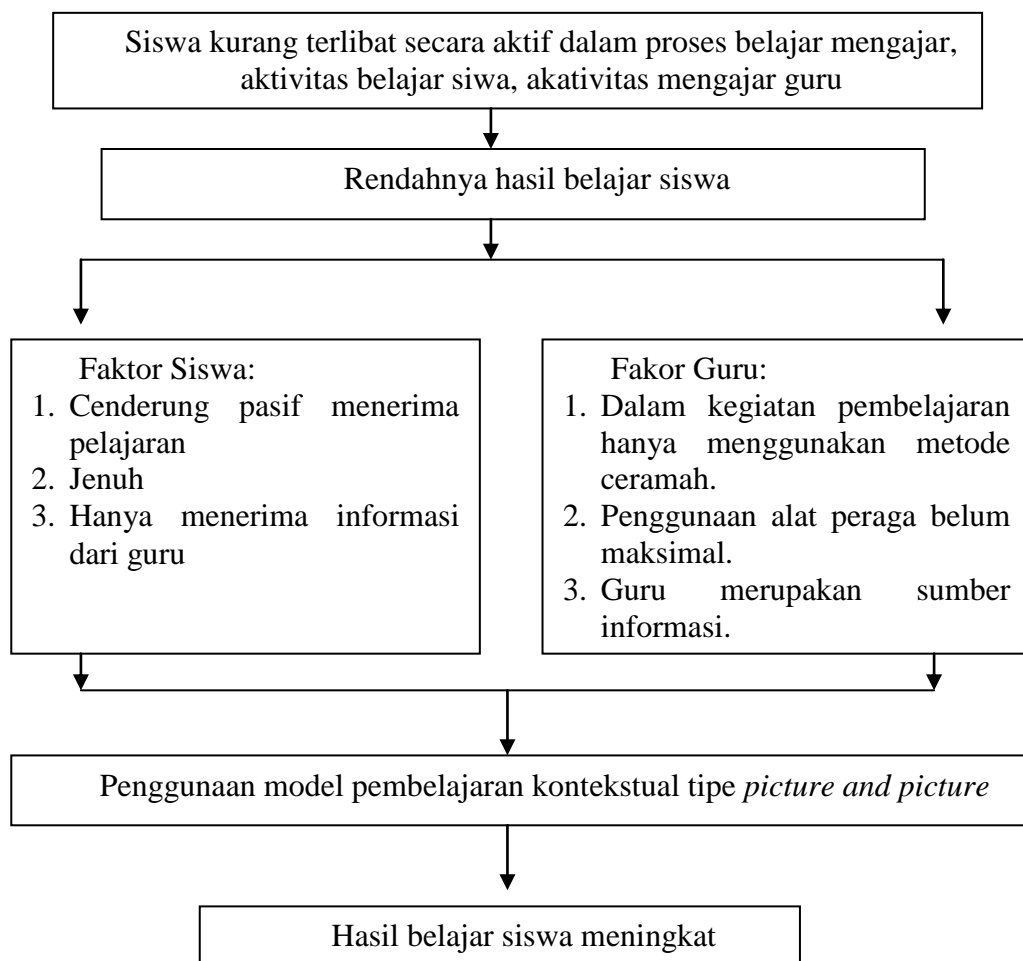 Siswa kurang terlibat secara aktif dalam proses belajar mengajar,
aktivitas belajar siwa, akativitas mengajar guru
Rendahnya hasil belajar siswa
Faktor Siswa:
1. Cenderung pasif menerima
pelajaran
2. Jenuh
3. Hanya menerima informasi
dari guru
Fakor Guru:
1. Dalam kegiatan pembelajaran
hanya menggunakan metode
ceramah.
2. Penggunaan alat peraga belum
maksimal.
3. Guru merupakan sumber
informasi.
Penggunaan model pembelajaran kontekstual tipe picture and picture
Hasil belajar siswa meningkat